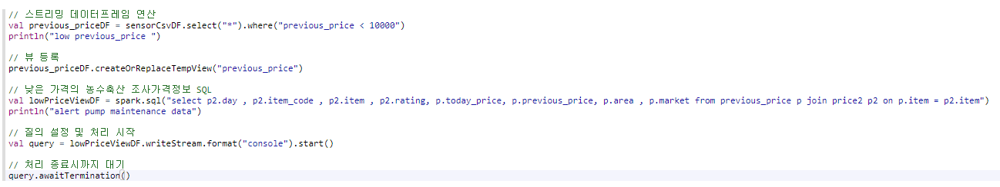 // 스트리밍 데이터프레임 연산
val previous_priceDF = sensorCsvDF.select("*").where("previous_price < 10000")
println("low previous_price ")
// 뷰 등록
previous_priceDF.createOrReplaceTempView("previous_price")
// 낮은 가격의 농수축산 조사가격정보 SQL
val lowPriceViewDF = spark.sql("select p2.day , p2.item_code , p2.item , p2.rating, p.today_price, p.previous_price, p.area , p.market from previous_price p join price2 p2 on p.item = p2.item")
println("alert pump maintenance data")
// 질의 설정 및 처리 시작
val query = lowPriceViewDF.writeStream.format("console").start()
// 처리 종료시까지 대기
query.awaitTermination()